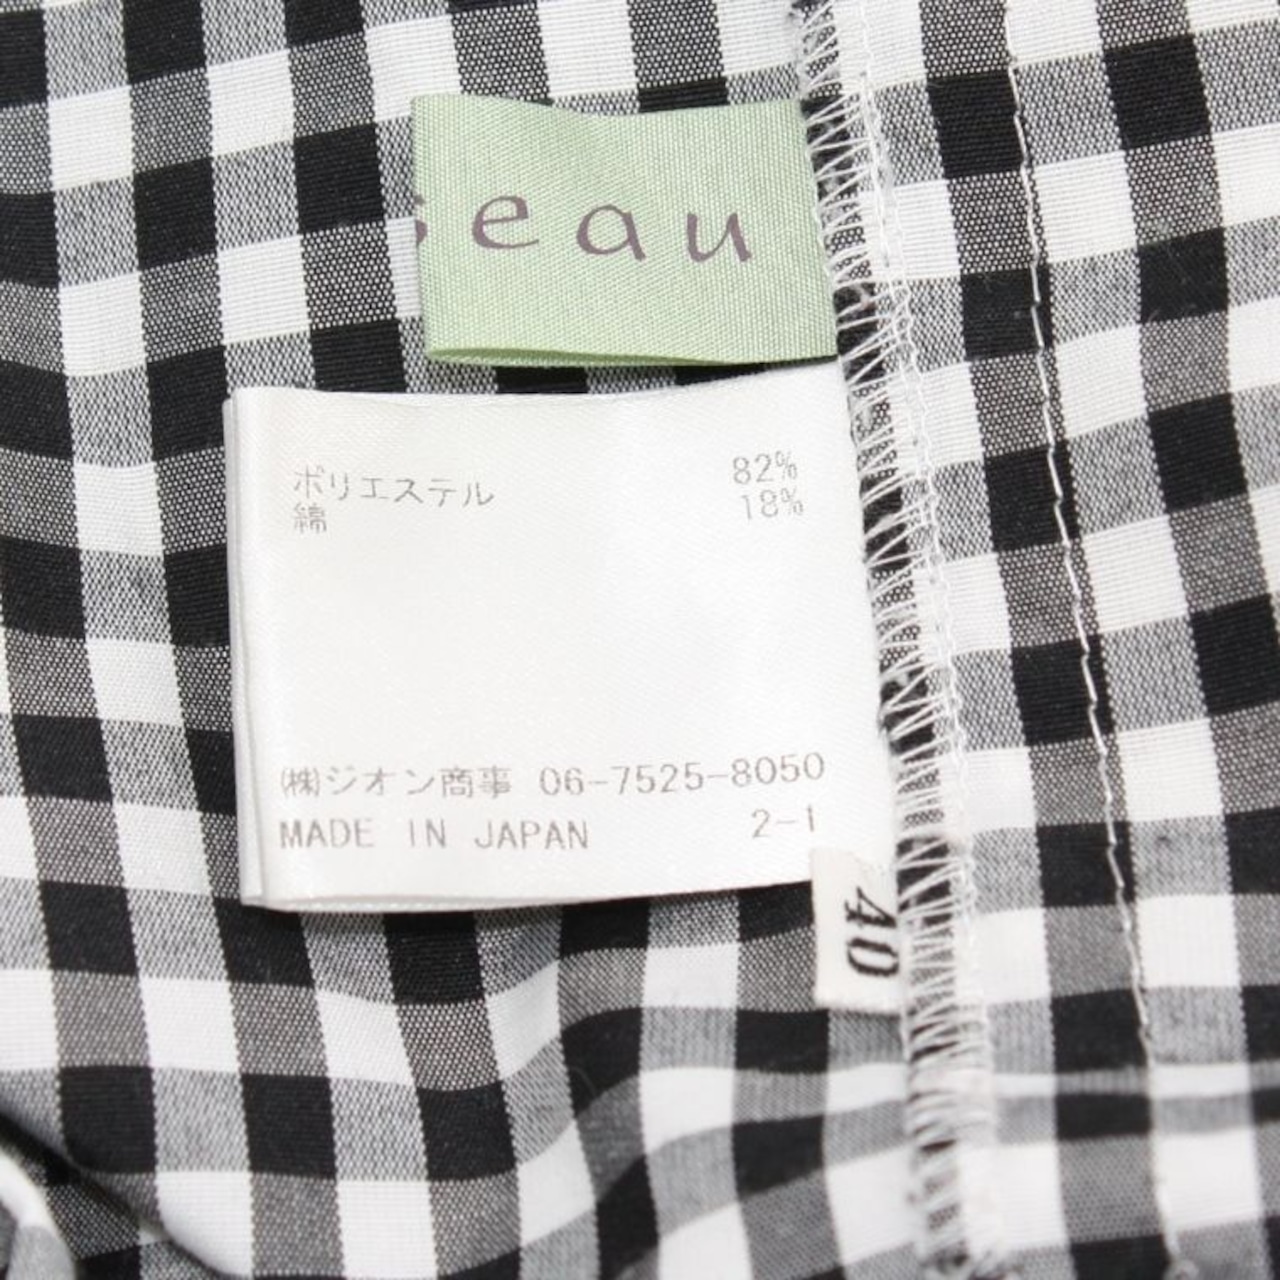 seau
ポリエステル 82%
綿 18%
㈱ジオン商事 06-7525-8050
MADE IN JAPAN 2-1
40